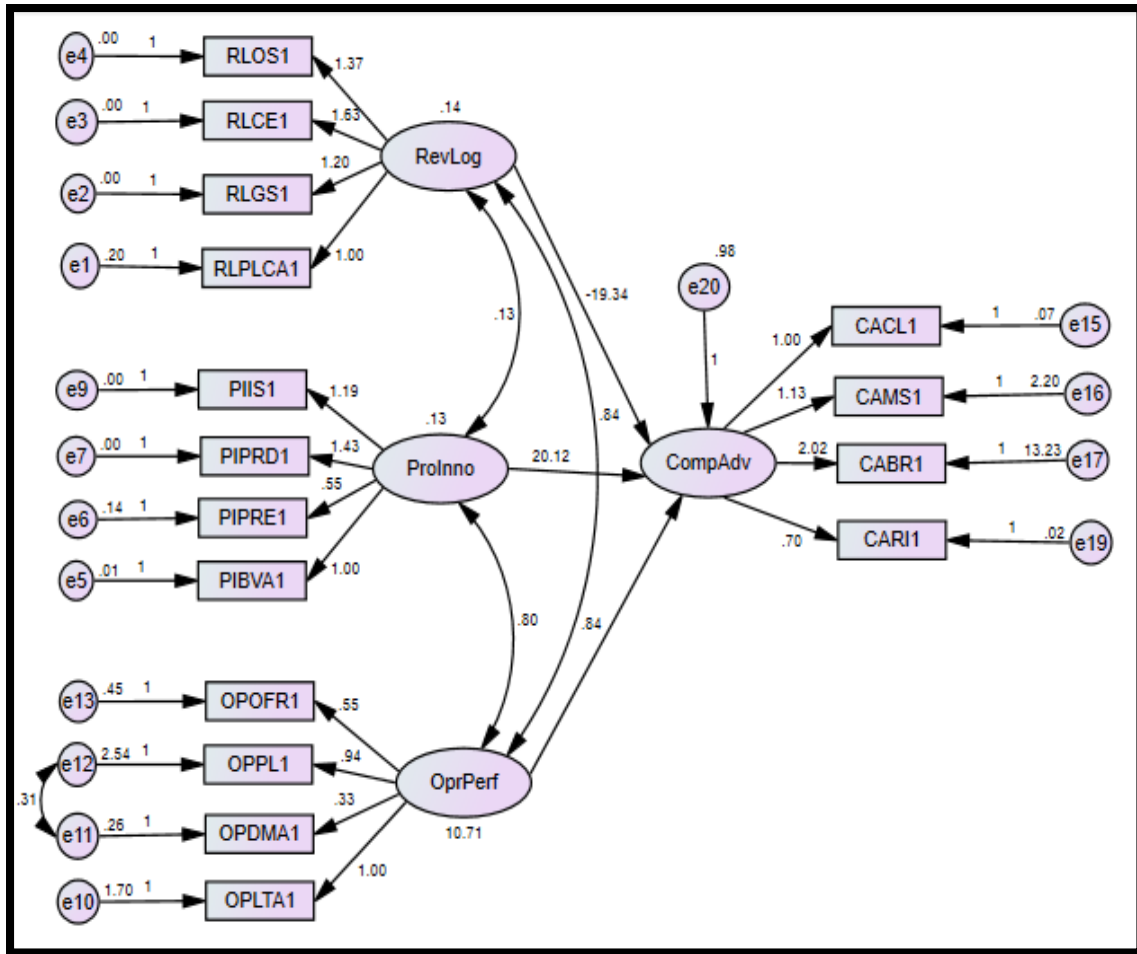 e4 .00 1 RLOS1 1.37
e3 .00 1 RLCE1 1.63
e2 .00 1 RLGS1 1.20
e1 .20 1 RLPLCA1 1.00
.14
RevLog
.13
-19.34
.84
e9 .00 1 PIIS1 1.19
e7 .00 1 PIPRD1 1.43
e6 .14 1 PIPRE1 .55
e5 .01 1 PIBVA1 1.00
.13
ProInno
20.12
.80
.84
e13 .45 1 OPOFR1 .55
e12 2.54 1 OPPL1 .94
.31
e11 .26 1 OPDMA1 .33
e10 1.70 1 OPLTA1 1.00
OprPerf
10.71
.98
e20
1
CompAdv
1.00 CACL1 1 .07 e15
1.13 CAMS1 1 2.20 e16
2.02 CABR1 1 13.23 e17
.70 CARI1 1 .02 e19